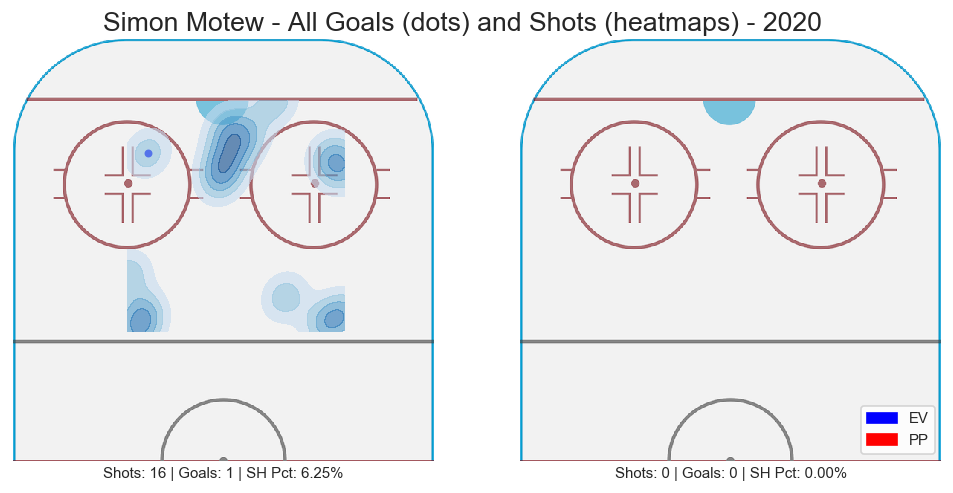 Simon Motew - All Goals (dots) and Shots (heatmaps) - 2020
EV
PP
Shots: 16 | Goals: 1 | SH Pct: 6.25%
Shots: 0 | Goals: 0 | SH Pct: 0.00%